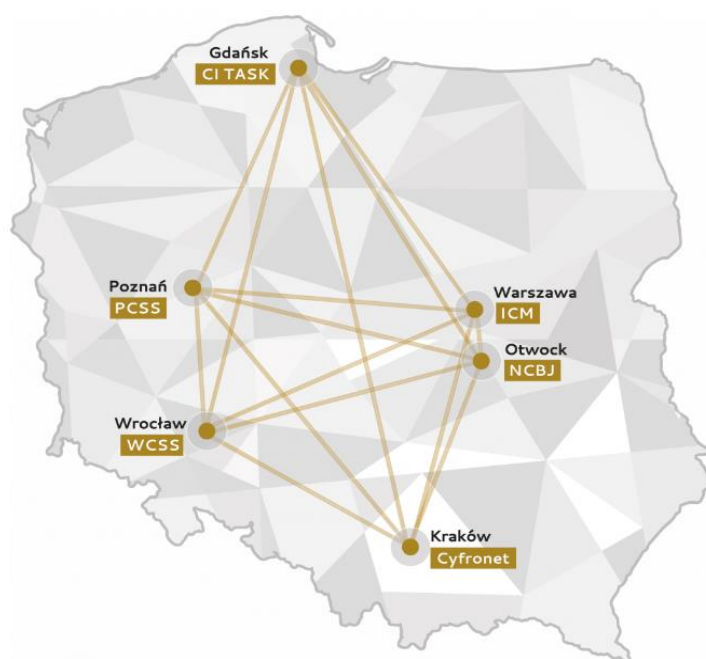 Gdańsk
CI TASK
Poznań
PCSS
Warszawa
ICM
Otwock
NCBJ
Wrocław
WCSS
Kraków
Cyfronet